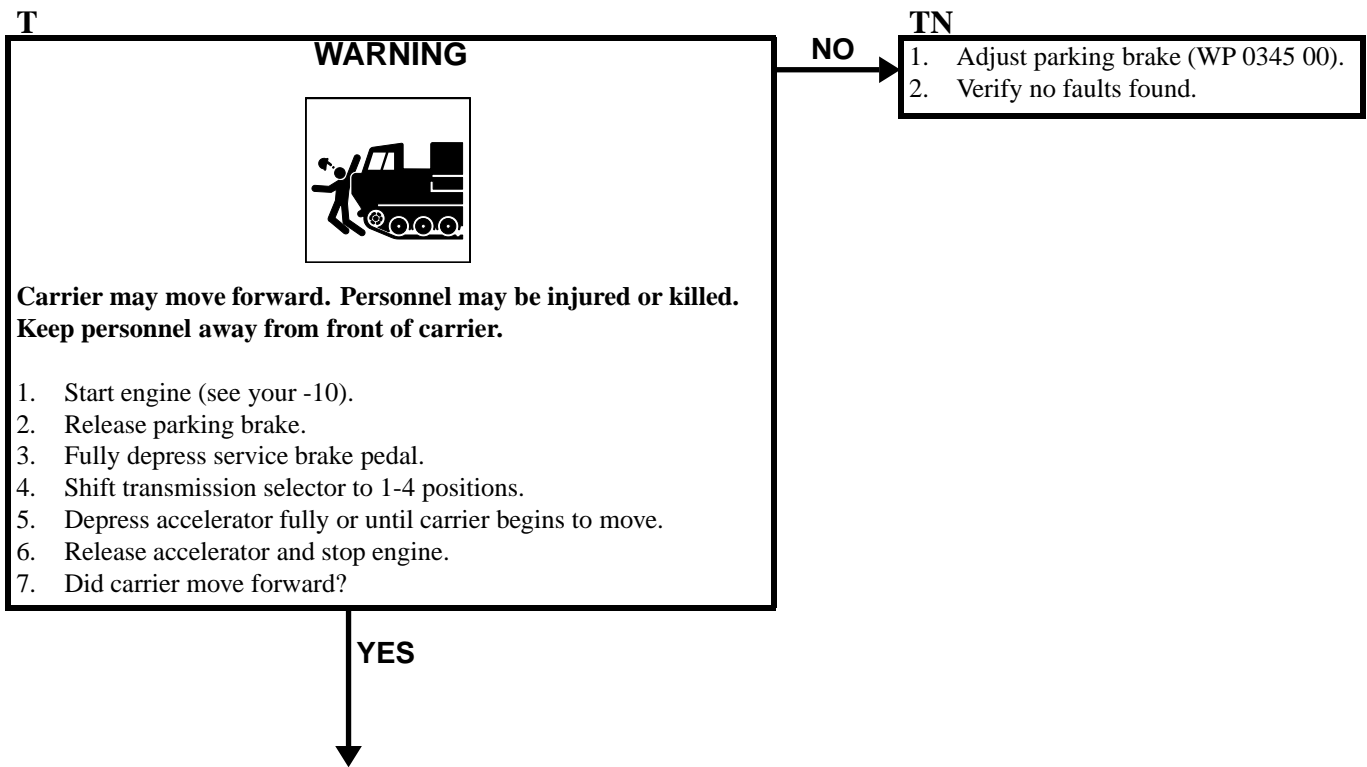 T
WARNING
Carrier may move forward. Personnel may be injured or killed.
Keep personnel away from front of carrier.
1. Start engine (see your -10).
2. Release parking brake.
3. Fully depress service brake pedal.
4. Shift transmission selector to 1-4 positions.
5. Depress accelerator fully or until carrier begins to move.
6. Release accelerator and stop engine.
7. Did carrier move forward?
NO
TN
1. Adjust parking brake (WP 0345 00).
2. Verify no faults found.
YES